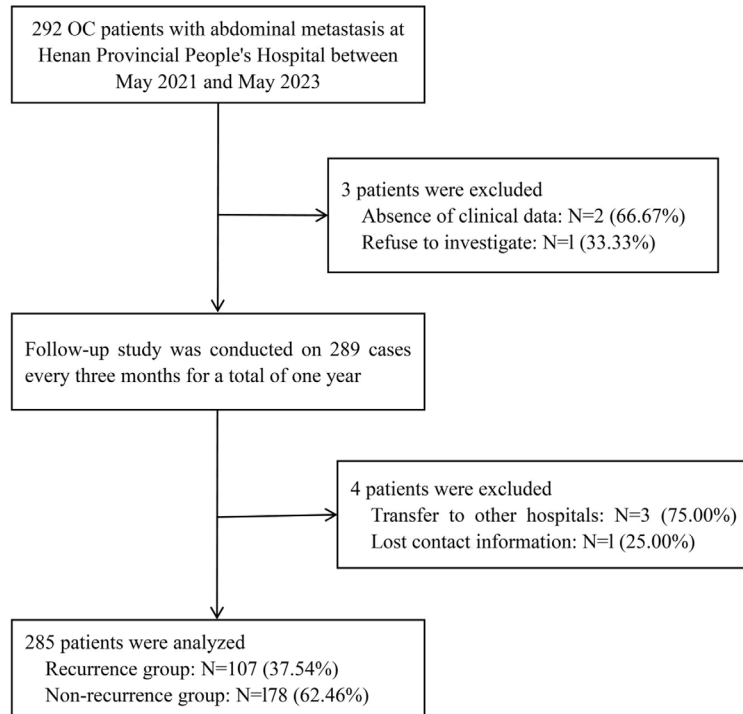 292 OC patients with abdominal metastasis at
Henan Provincial People's Hospital between
May 2021 and May 2023
3 patients were excluded
Absence of clinical data: N=2 (66.67%)
Refuse to investigate: N=l (33.33%)
Follow-up study was conducted on 289 cases
every three months for a total of one year
4 patients were excluded
Transfer to other hospitals: N=3 (75.00%)
Lost contact information: N=l (25.00%)
285 patients were analyzed
Recurrence group: N=107 (37.54%)
Non-recurrence group: N=l78 (62.46%)